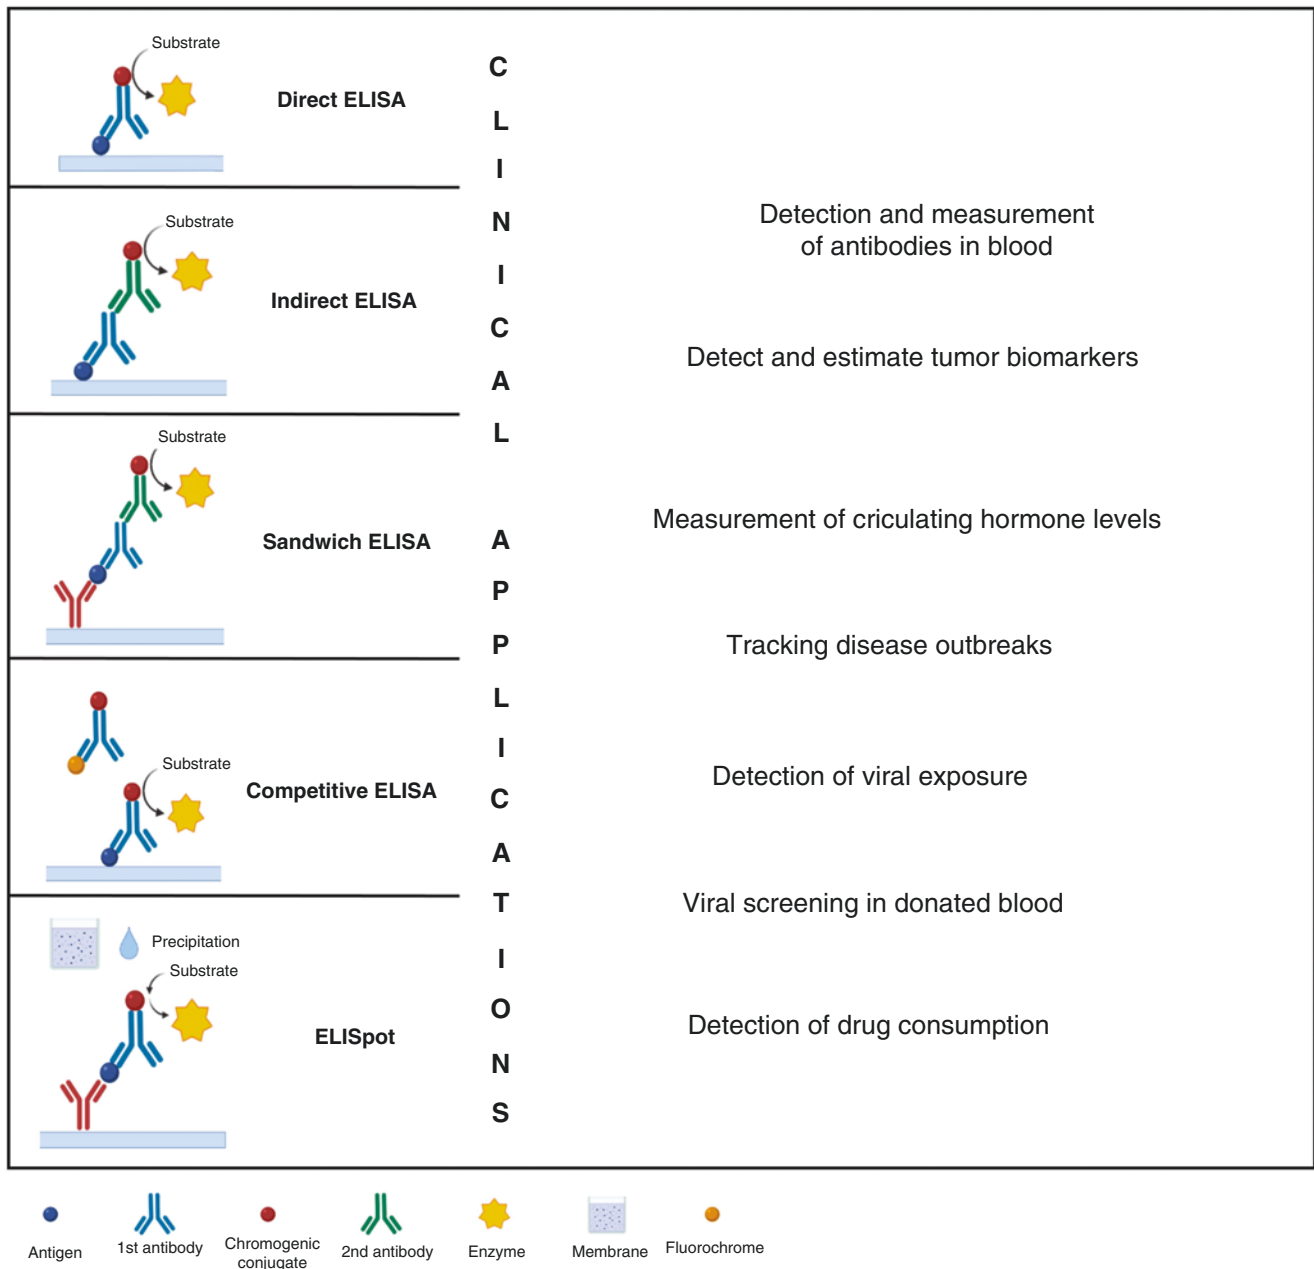 Substrate
Direct ELISA
Substrate
Indirect ELISA
Substrate
Sandwich ELISA
Substrate
Competitive ELISA
Precipitation
Substrate
ELISpot
C
L
I
N
I
C
A
L
A
P
P
L
I
C
A
T
I
O
N
S
Detection and measurement
of antibodies in blood
Detect and estimate tumor biomarkers
Measurement of criculating hormone levels
Tracking disease outbreaks
Detection of viral exposure
Viral screening in donated blood
Detection of drug consumption
Antigen
1st antibody
Chromogenic
conjugate
2nd antibody
Enzyme
Membrane
Fluorochrome